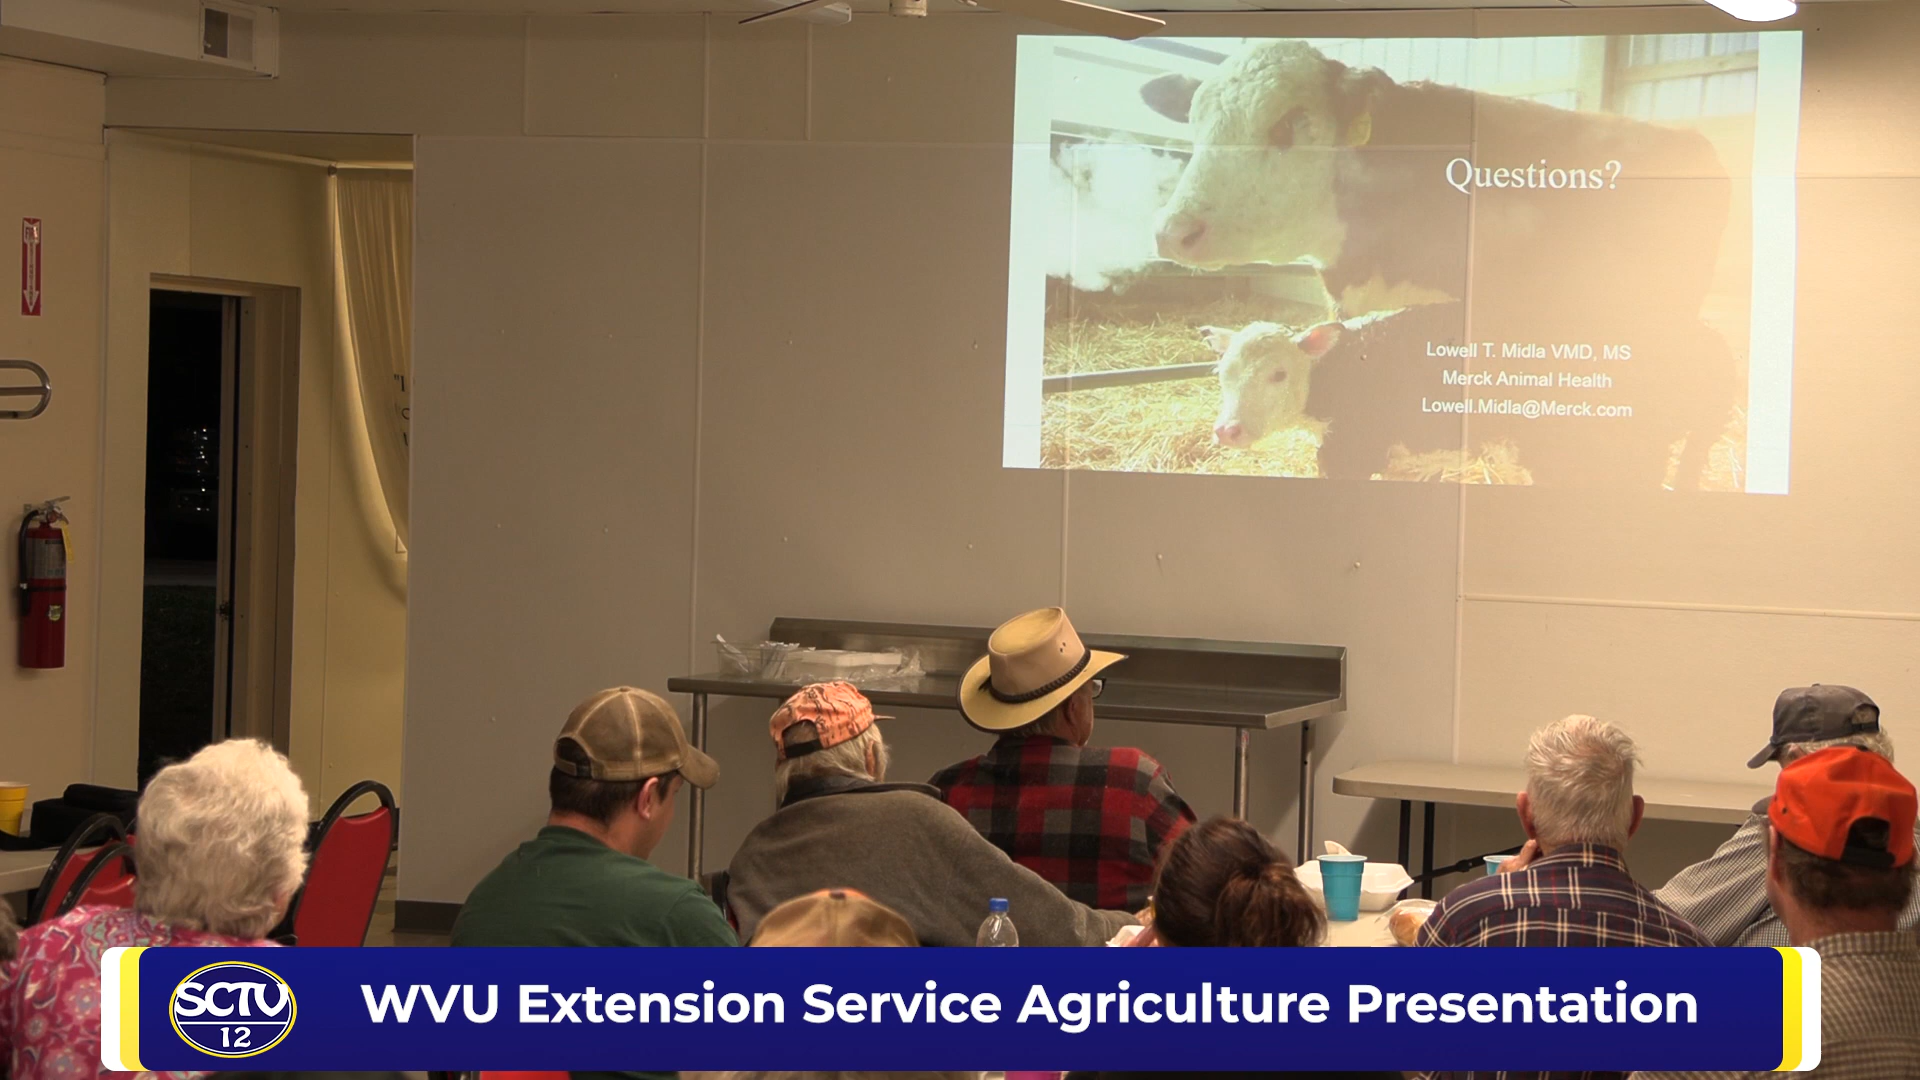 Questions?
Lowell T. Midla VMD, MS
Merck Animal Health
Lowell.Midla@Merck.com
SCTV
12
WVU Extension Service Agriculture Presentation